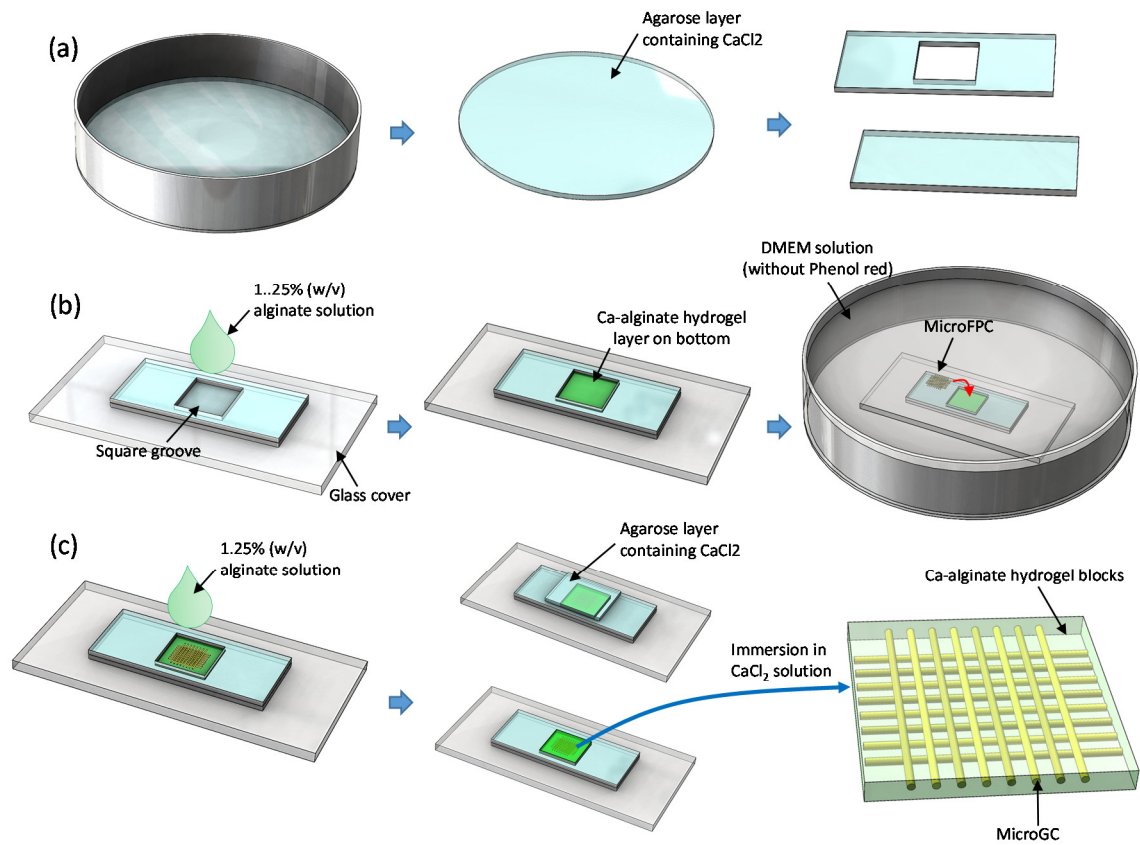 (a)
Agarose layer
containing CaCl2
(b)
1..25% (w/v)
alginate solution
Square groove
Glass cover
Ca-alginate hydrogel
layer on bottom
DMEM solution
(without Phenol red)
MicroFPC
(c)
1.25% (w/v)
alginate solution
Agarose layer
containing CaCl2
Immersion in
CaCl₂ solution
Ca-alginate hydrogel blocks
MicroGC